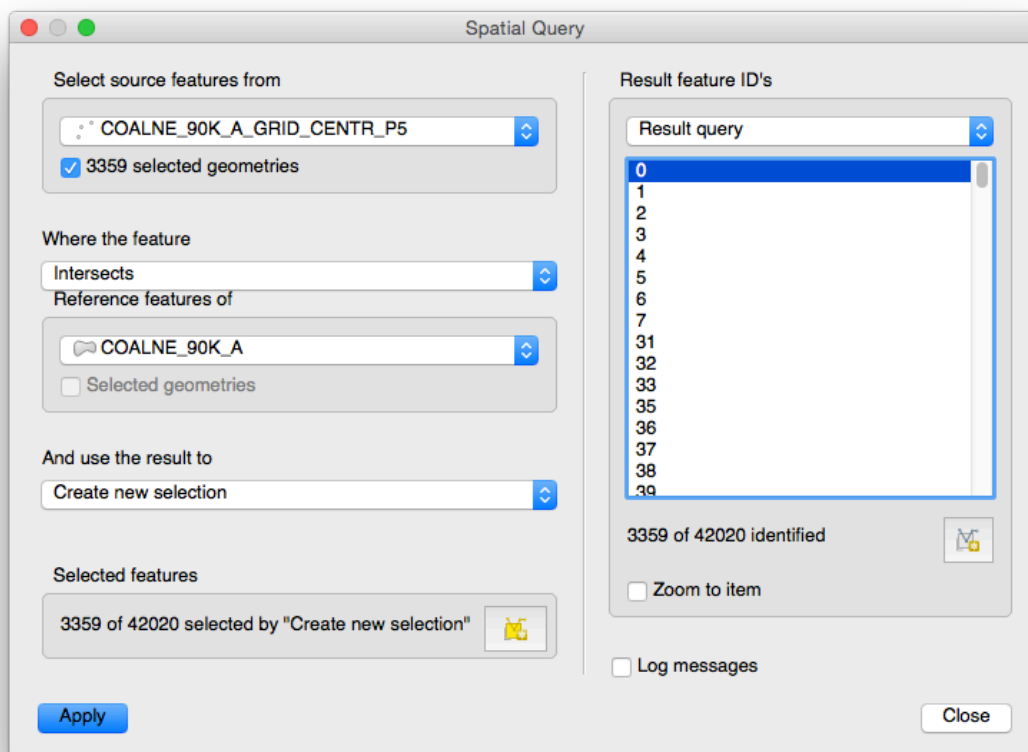 Spatial Query
Select source features from
COALNE_90K_A_GRID_CENTR_P5
3359 selected geometries
Where the feature
Intersects
Reference features of
COALNE_90K_A
Selected geometries
And use the result to
Create new selection
Selected features
3359 of 42020 selected by "Create new selection"
Apply
Result feature ID's
Result query
0
1
2
3
4
5
6
7
31
32
33
35
36
37
38
39
3359 of 42020 identified
Zoom to item
Log messages
Close